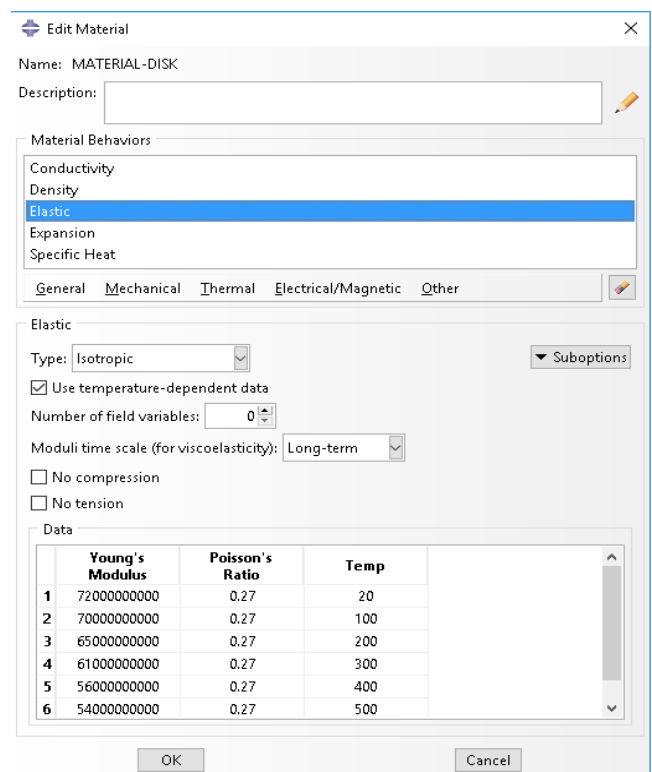 Edit Material
Name: MATERIAL-DISK
Description:
Material Behaviors
Conductivity
Density
Elastic
Expansion
Specific Heat
General Mechanical Thermal Electrical/Magnetic Other
Elastic
Type: Isotropic
Suboptions
Use temperature-dependent data
Number of field variables: 0
Moduli time scale (for viscoelasticity): Long-term
No compression
No tension
Data
Young's Modulus Poisson's Ratio Temp
1 72000000000 0.27 20
2 70000000000 0.27 100
3 65000000000 0.27 200
4 61000000000 0.27 300
5 56000000000 0.27 400
6 54000000000 0.27 500
OK Cancel